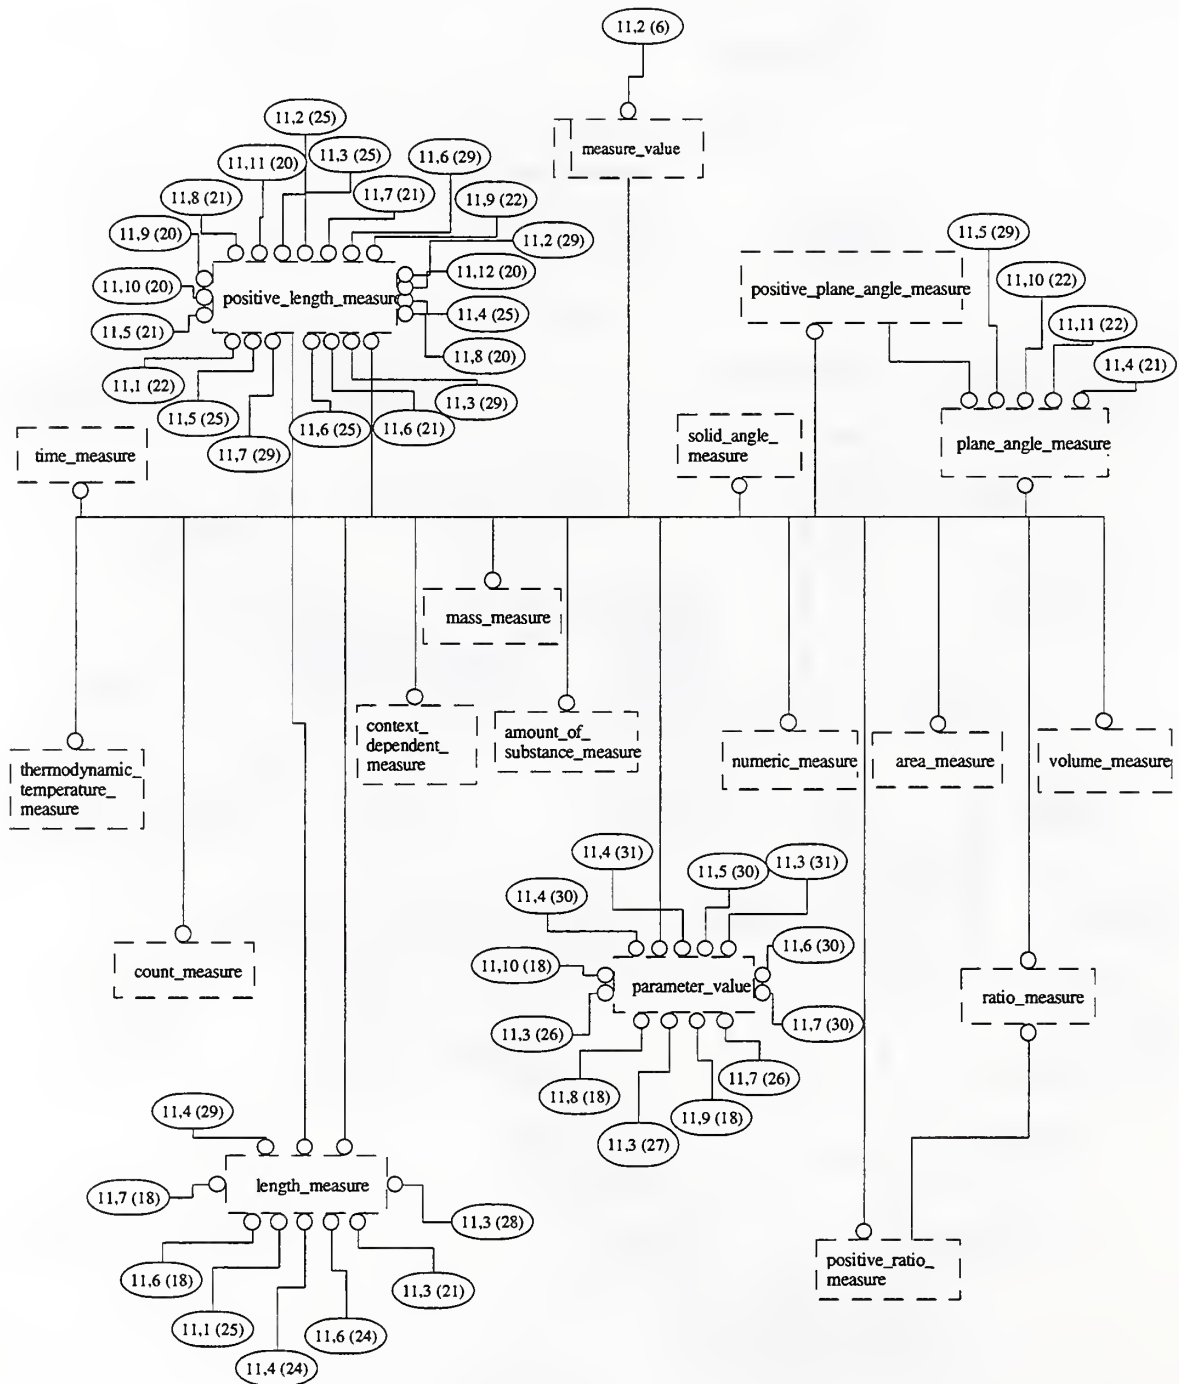 11,2 (6)
measure_value
11,2 (25)
11,11 (20)
11,3 (25)
11,6 (29)
11,8 (21)
11,7 (21)
11,9 (22)
11,9 (20)
11,2 (29)
11,10 (20)
positive_length_measure
11,12 (20)
11,5 (21)
11,4 (25)
11,8 (20)
11,1 (22)
11,5 (25)
11,7 (29)
11,6 (25)
11,6 (21)
11,3 (29)
positive_plane_angle_measure
11,5 (29)
11,10 (22)
11,11 (22)
11,4 (21)
time_measure
solid_angle_
measure
plane_angle_measure
mass_measure
thermodynamic_
temperature_
measure
context_
dependent_
measure
amount_of_
substance_measure
numeric_measure
area_measure
volume_measure
11,4 (31)
11,5 (30)
11,3 (31)
11,4 (30)
11,6 (30)
11,10 (18)
parameter_value
11,3 (26)
11,7 (30)
11,8 (18)
11,7 (26)
11,9 (18)
11,3 (27)
count_measure
ratio_measure
11,4 (29)
11,7 (18)
length_measure
11,3 (28)
11,6 (18)
11,3 (21)
11,1 (25)
11,6 (24)
11,4 (24)
positive_ratio_
measure